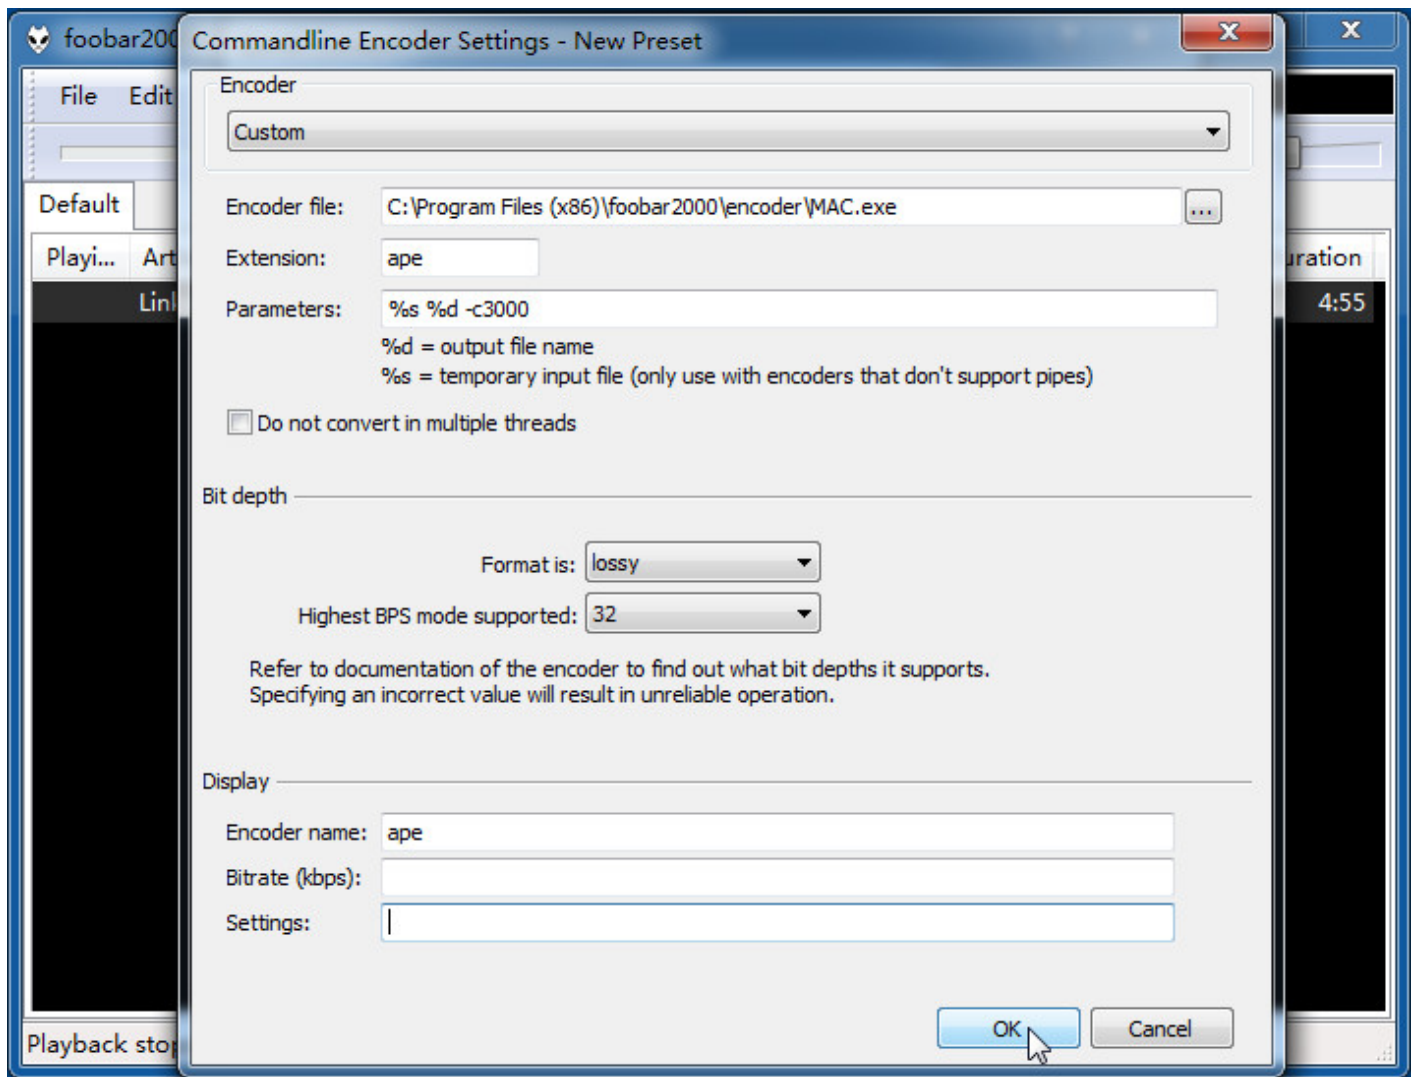 foobar200
Commandline Encoder Settings - New Preset
File Edit
Encoder
Custom
Default
Encoder file: C:\Program Files (x86)\foobar2000\encoder\MAC.exe ...
Playi... Art
Extension: ape
uration
Link
Parameters: %s %d -c3000
4:55
%d = output file name
%s = temporary input file (only use with encoders that don't support pipes)
Do not convert in multiple threads
Bit depth
Format is: lossy
Highest BPS mode supported: 32
Refer to documentation of the encoder to find out what bit depths it supports.
Specifying an incorrect value will result in unreliable operation.
Display
Encoder name: ape
Bitrate (kbps):
Settings:
OK Cancel
Playback stop